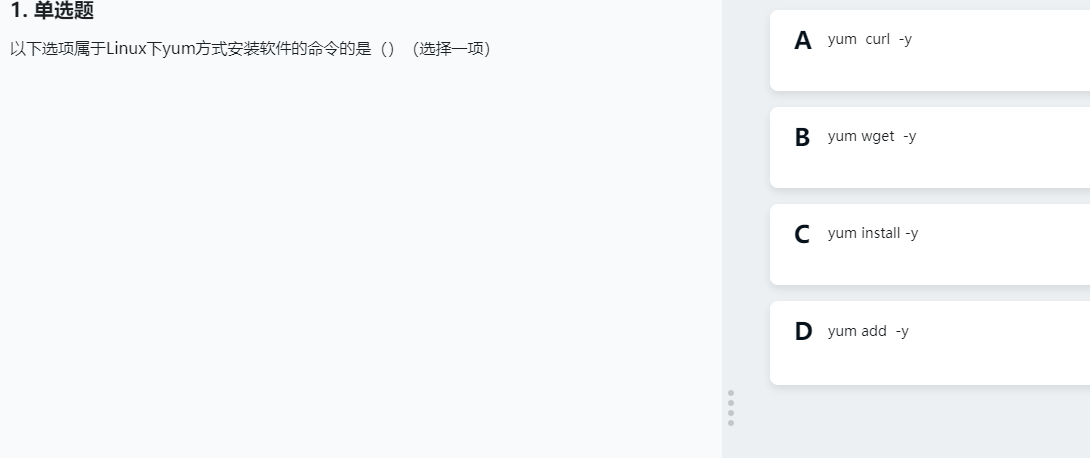 1. 单选题
以下选项属于Linux下yum方式安装软件的命令的是（）（选择一项）
A yum  curl  -y
B yum wget  -y
C yum install -y
D yum add  -y